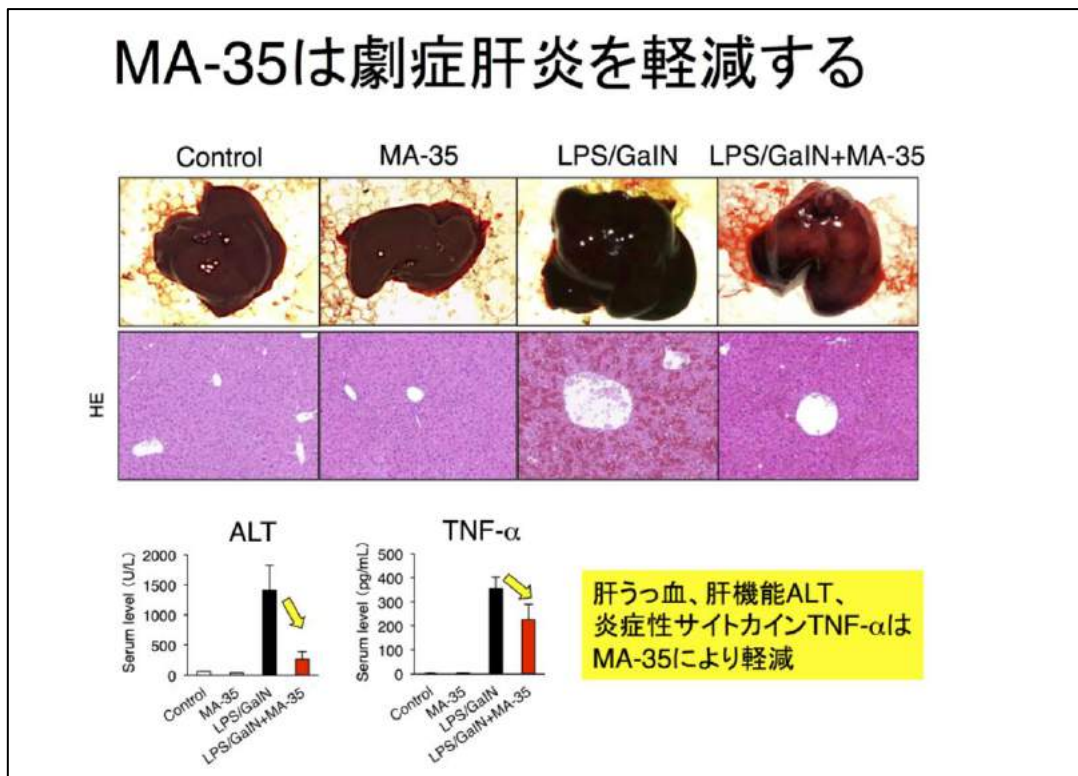 MA-35は劇症肝炎を軽減する
Control MA-35 LPS/GalN LPS/GalN+MA-35
HE
ALT
Serum level (U/L)
2000
1500
1000
500
0
Control
MA-35
LPS/GalN
LPS/GalN+MA-35
TNF-α
Serum level (pg/mL)
500
400
300
200
100
0
Control
MA-35
LPS/GalN
LPS/GalN+MA-35
肝うっ血、肝機能ALT、
炎症性サイトカインTNF-αは
MA-35により軽減